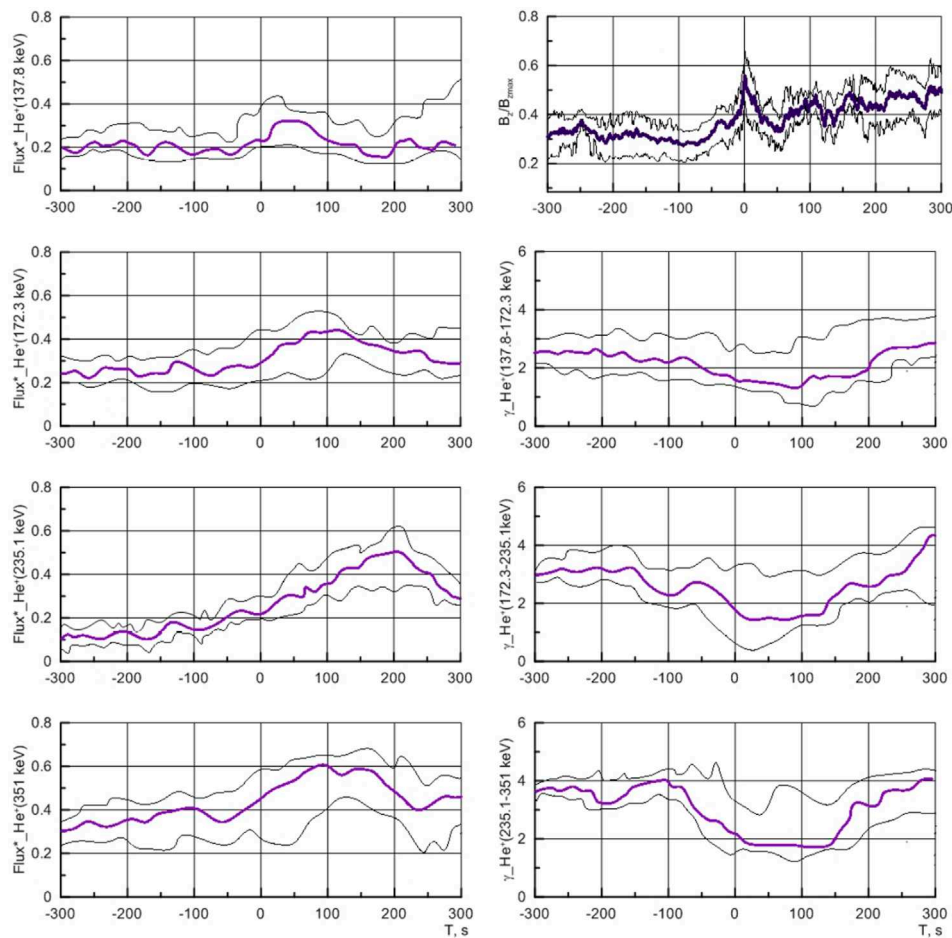 Flux*_He⁺(137.8 keV)
0.8
0.6
0.4
0.2
0
-300 -200 -100 0 100 200 300
B_z/B_zmax
0.8
0.6
0.4
0.2
-300 -200 -100 0 100 200 300
Flux*_He⁺(172.3 keV)
0.8
0.6
0.4
0.2
0
-300 -200 -100 0 100 200 300
γ_He⁺(137.8-172.3 keV)
6
4
2
0
-300 -200 -100 0 100 200 300
Flux*_He⁺(235.1 keV)
0.8
0.6
0.4
0.2
0
-300 -200 -100 0 100 200 300
γ_He⁺(172.3-235.1keV)
6
4
2
0
-300 -200 -100 0 100 200 300
Flux*_He⁺(351 keV)
0.8
0.6
0.4
0.2
0
-300 -200 -100 0 100 200 300
T, s
γ_He⁺(235.1-351 keV)
6
4
2
0
-300 -200 -100 0 100 200 300
T, s